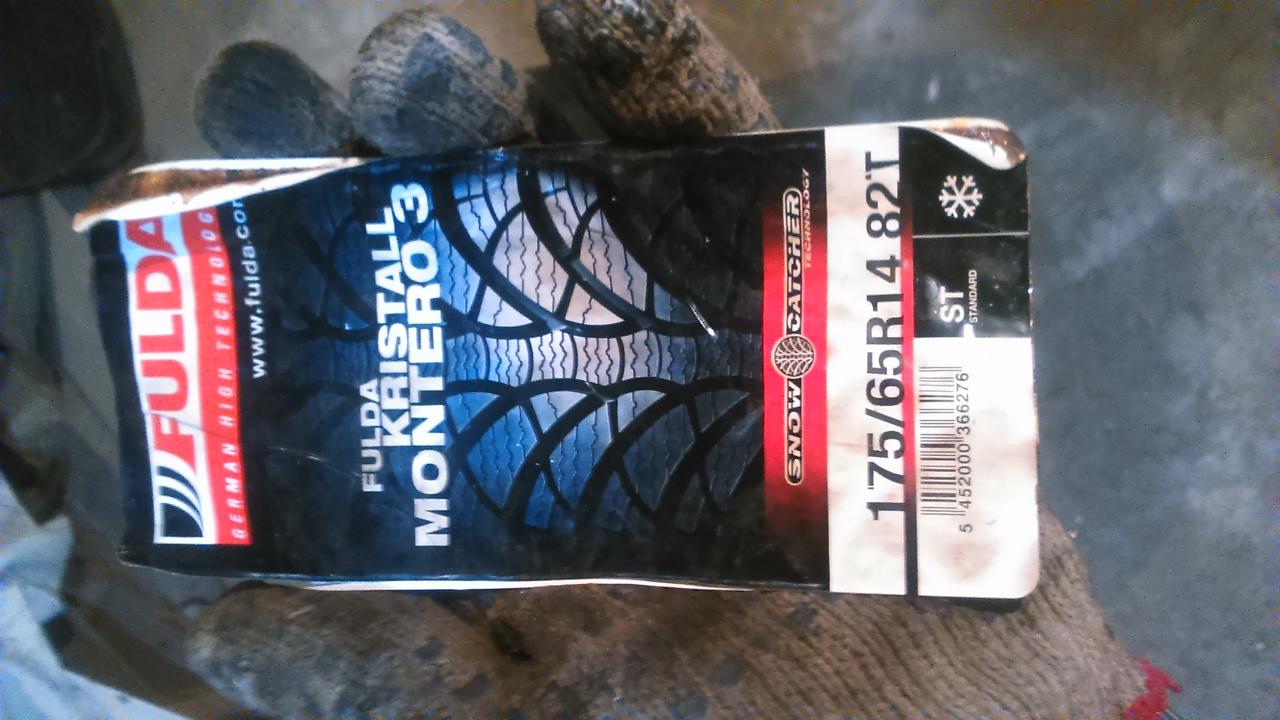 FULDA
GERMAN HIGH TECHNOLOG
www.fulda.com
FULDA
KRISTALL
MONTERO 3
SNOW CATCHER
TECHNOLOGY
175/65R14 82T
ST
STANDARD
5 452000 366276